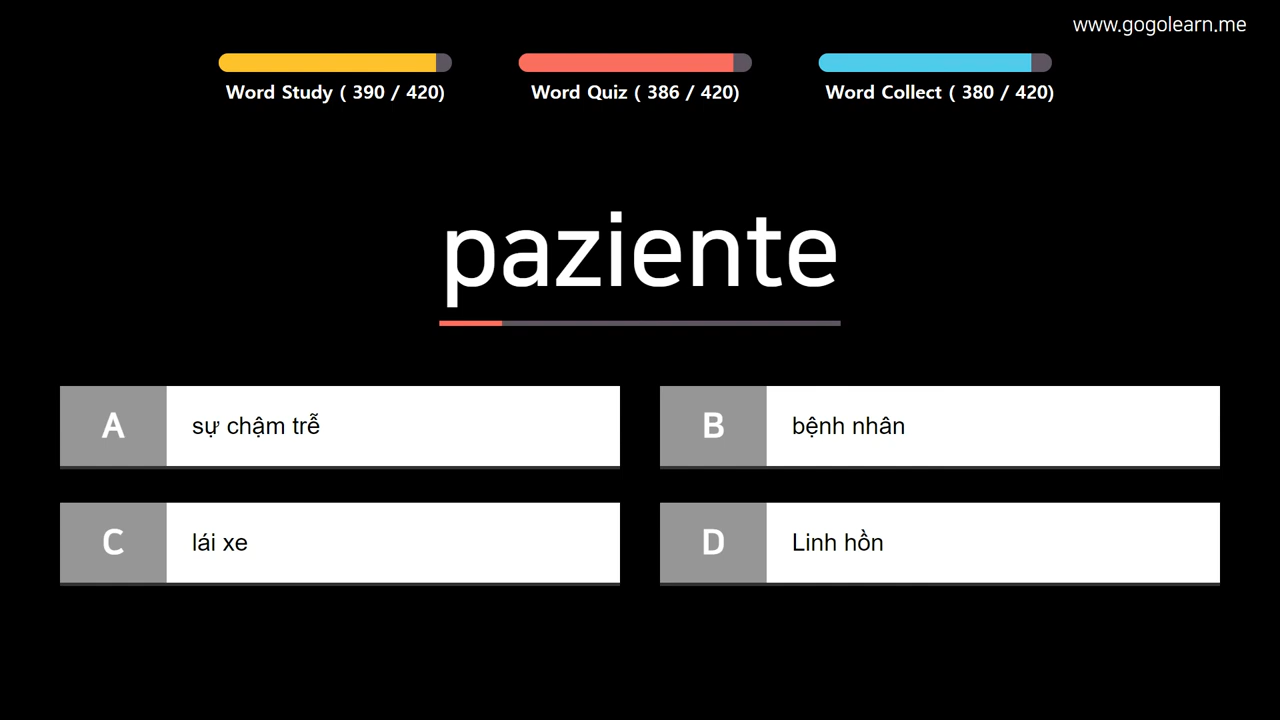 www.gogolearn.me
Word Study ( 390 / 420)
Word Quiz ( 386 / 420)
Word Collect ( 380 / 420)
paziente
A sự chậm trễ
B bệnh nhân
C lái xe
D Linh hồn